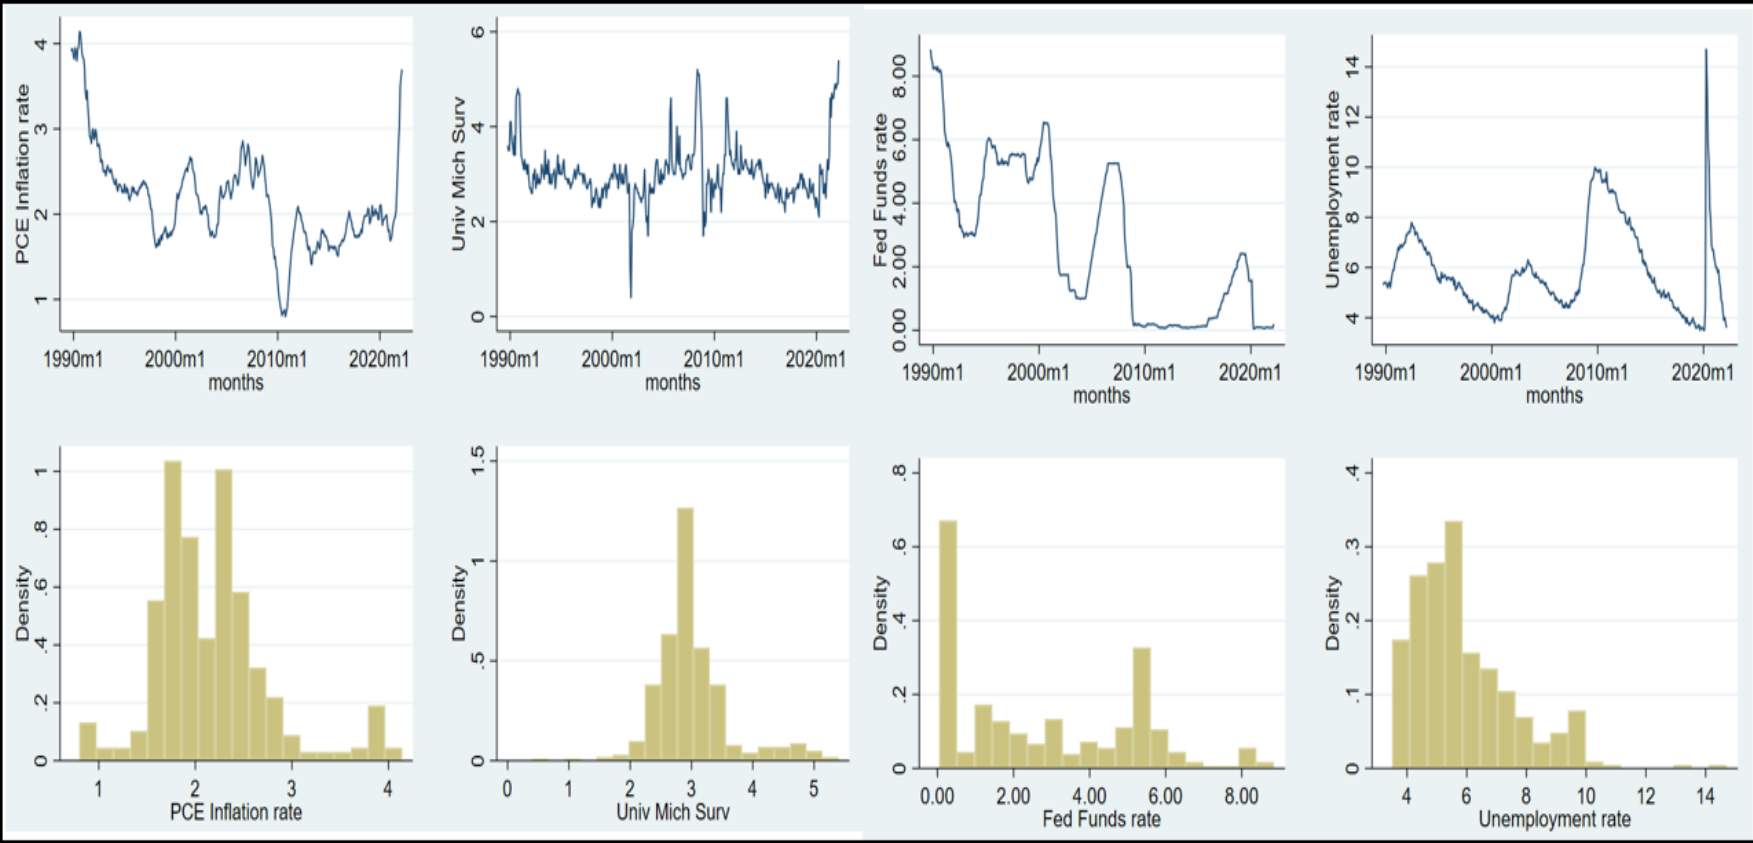 PCE Inflation rate
4
3
2
1
1990m1 2000m1 2010m1 2020m1
months
Univ Mich Surv
6
4
2
0
1990m1 2000m1 2010m1 2020m1
months
Fed Funds rate
8.00
6.00
4.00
2.00
0.00
1990m1 2000m1 2010m1 2020m1
months
Unemployment rate
14
12
10
8
6
4
1990m1 2000m1 2010m1 2020m1
months
Density
1
.8
.6
.4
.2
0
1 2 3 4
PCE Inflation rate
Density
1.5
1
.5
0
0 1 2 3 4 5
Univ Mich Surv
Density
.8
.6
.4
.2
0
0.00 2.00 4.00 6.00 8.00
Fed Funds rate
Density
.4
.3
.2
.1
0
4 6 8 10 12 14
Unemployment rate